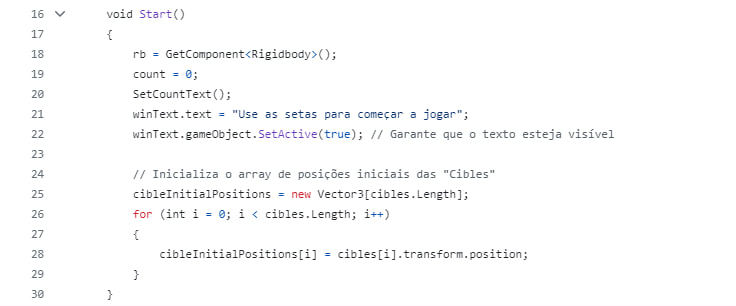 16 void Start()
17 {
18 rb = GetComponent<Rigidbody>();
19 count = 0;
20 SetCountText();
21 winText.text = "Use as setas para começar a jogar";
22 winText.gameObject.SetActive(true); // Garante que o texto esteja visível
23
24 // Inicializa o array de posições iniciais das "Cibles"
25 cibleInitialPositions = new Vector3[cibles.Length];
26 for (int i = 0; i < cibles.Length; i++)
27 {
28 cibleInitialPositions[i] = cibles[i].transform.position;
29 }
30 }